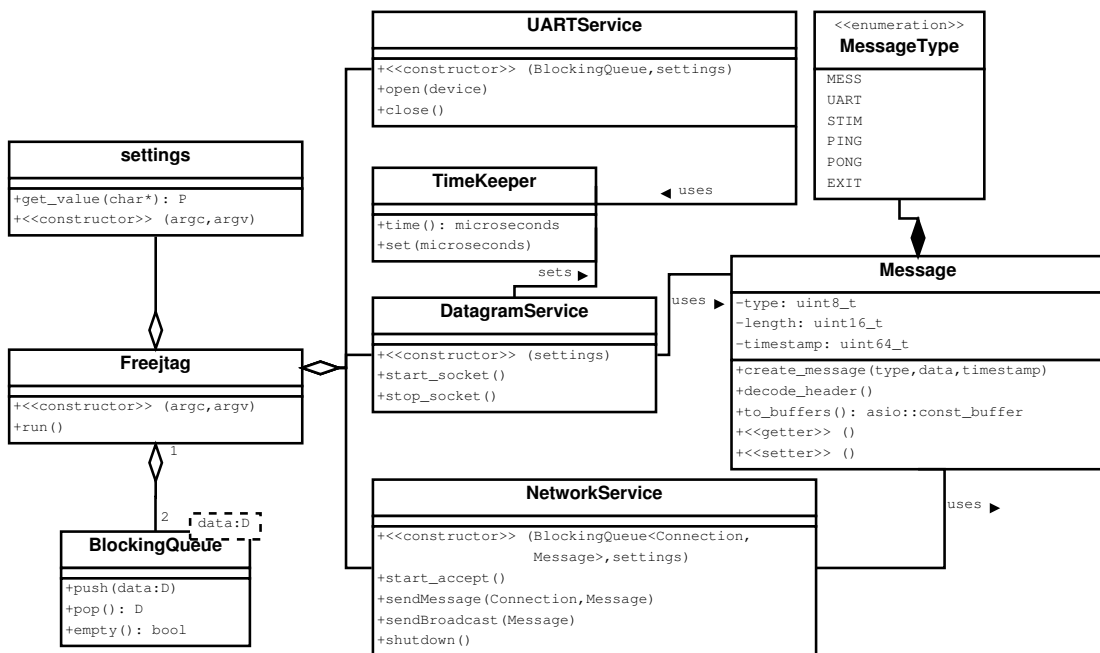 UARTService
+<<constructor>> (BlockingQueue,settings)
+open(device)
+close()
<<enumeration>>
MessageType
MESS
UART
STIM
PING
PONG
EXIT
settings
+get_value(char*): P
+<<constructor>> (argc,argv)
TimeKeeper
+time(): microseconds
+set(microseconds)
◀ uses
sets ▶
DatagramService
+<<constructor>> (settings)
+start_socket()
+stop_socket()
uses ▶
Message
-type: uint8_t
-length: uint16_t
-timestamp: uint64_t
+create_message(type,data,timestamp)
+decode_header()
+to_buffers(): asio::const_buffer
+<<getter>> ()
+<<setter>> ()
Freejtag
+<<constructor>> (argc,argv)
+run()
1
2
data:D
BlockingQueue
+push(data:D)
+pop(): D
+empty(): bool
NetworkService
+<<constructor>> (BlockingQueue<Connection,
Message>,settings)
+start_accept()
+sendMessage(Connection,Message)
+sendBroadcast(Message)
+shutdown()
uses ▶